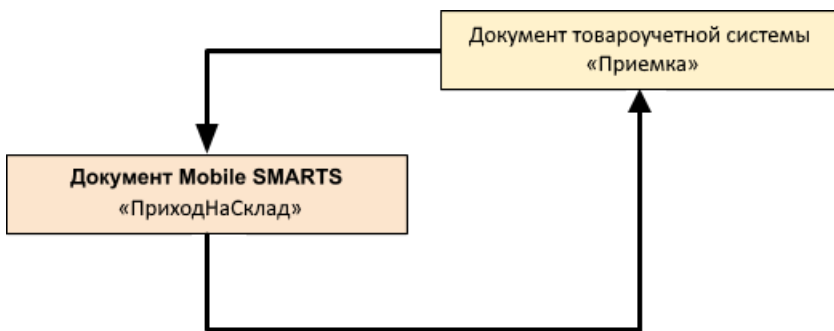 Документ товароучетной системы
«Приемка»
Документ Mobile SMARTS
«ПриходНаСклад»